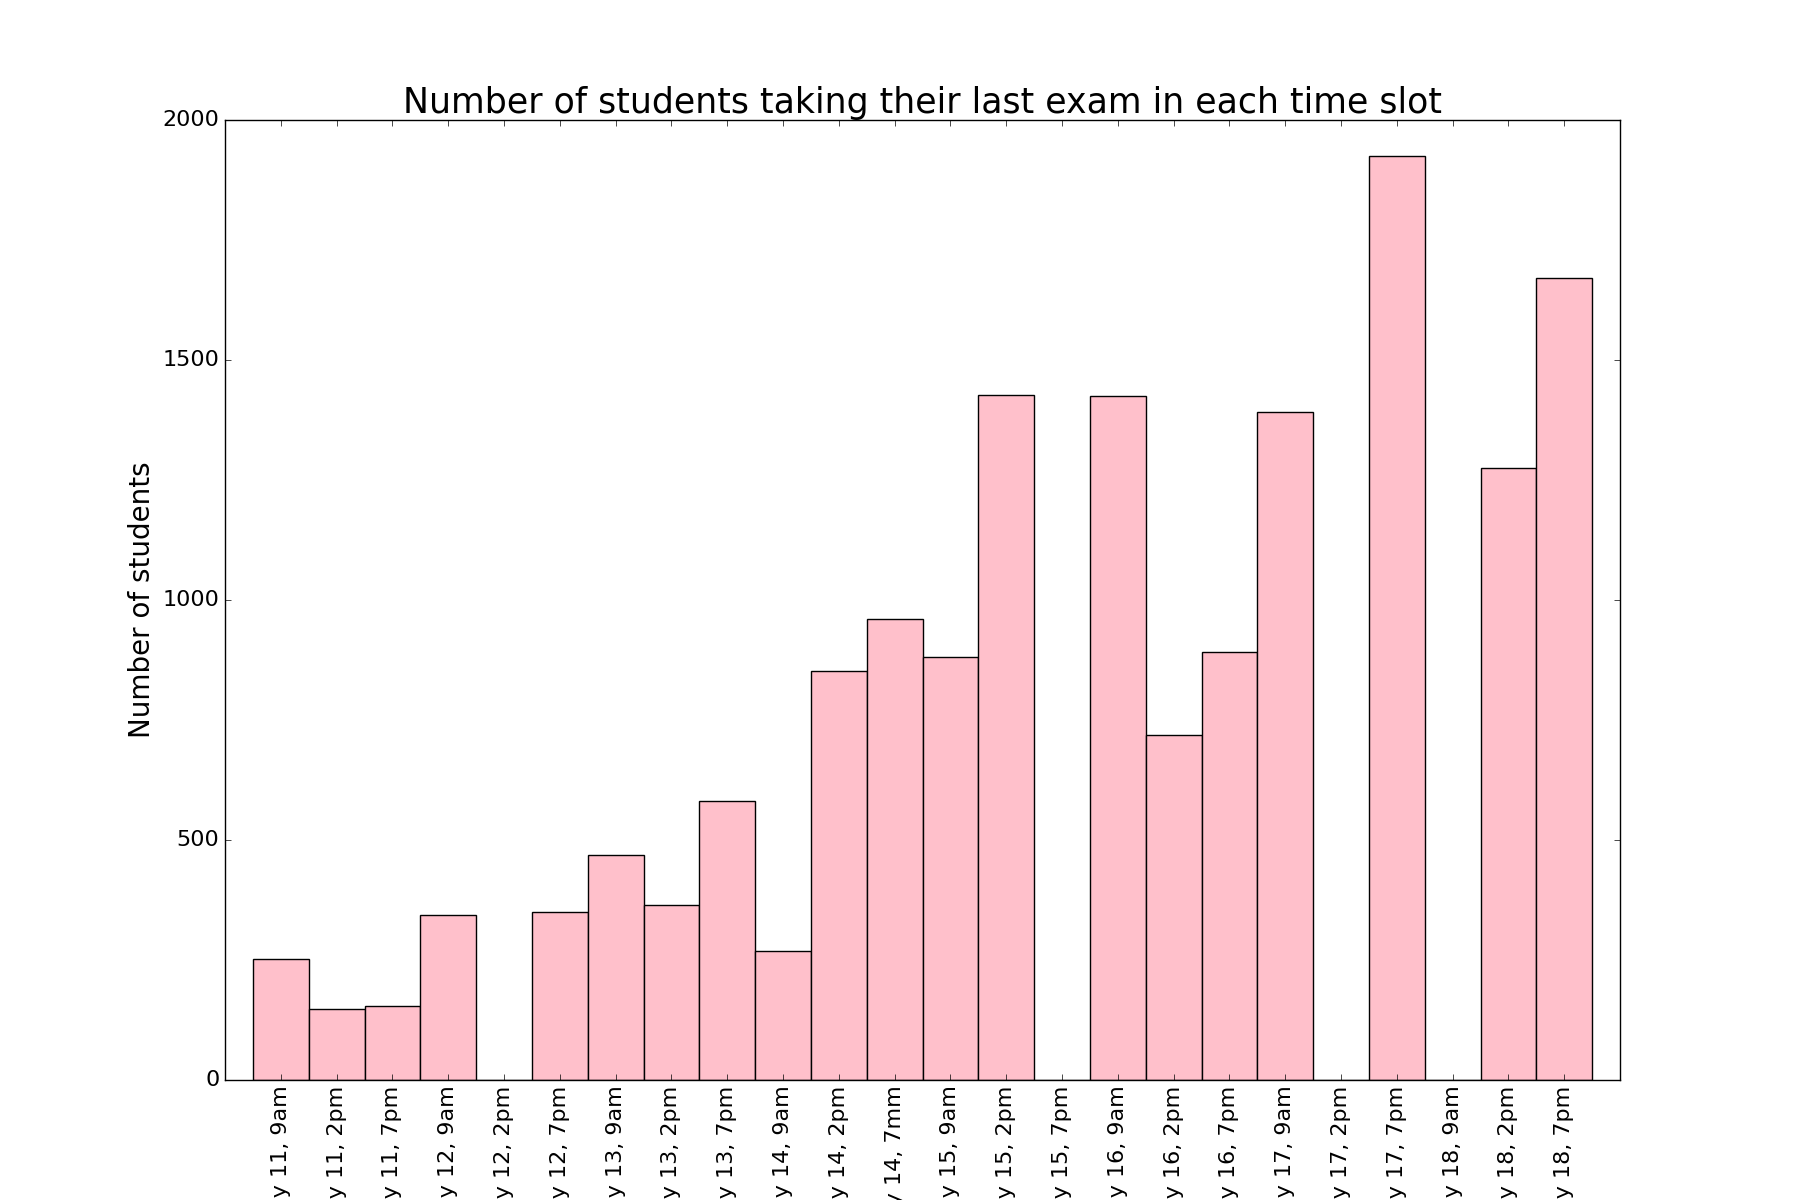 Number of students taking their last exam in each time slot
Number of students
2000
1500
1000
500
0
y 11, 9am
y 11, 2pm
y 11, 7pm
y 12, 9am
y 12, 2pm
y 12, 7pm
y 13, 9am
y 13, 2pm
y 13, 7pm
y 14, 9am
y 14, 2pm
y 14, 7mm
y 15, 9am
y 15, 2pm
y 15, 7pm
y 16, 9am
y 16, 2pm
y 16, 7pm
y 17, 9am
y 17, 2pm
y 17, 7pm
y 18, 9am
y 18, 2pm
y 18, 7pm